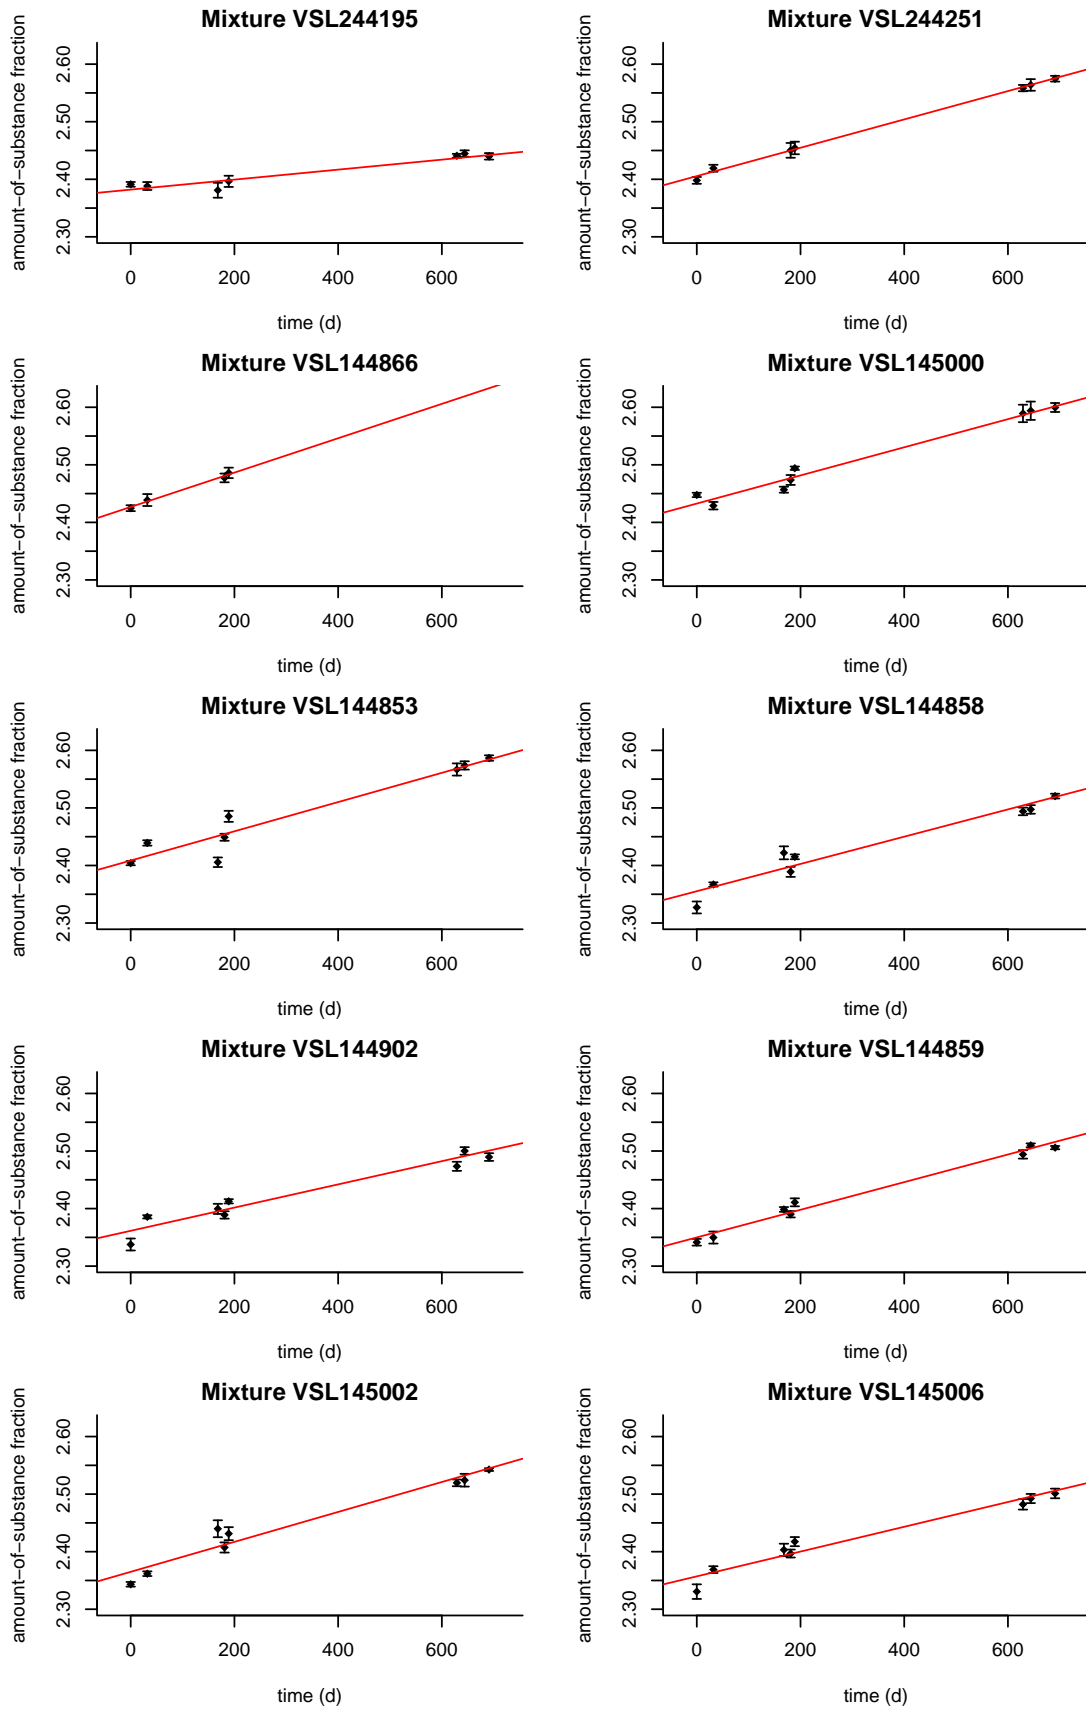 Mixture VSL244195
amount−of−substance fraction
2.30 2.40 2.50 2.60
0 200 400 600
time (d)
Mixture VSL244251
amount−of−substance fraction
2.30 2.40 2.50 2.60
0 200 400 600
time (d)
Mixture VSL144866
amount−of−substance fraction
2.30 2.40 2.50 2.60
0 200 400 600
time (d)
Mixture VSL145000
amount−of−substance fraction
2.30 2.40 2.50 2.60
0 200 400 600
time (d)
Mixture VSL144853
amount−of−substance fraction
2.30 2.40 2.50 2.60
0 200 400 600
time (d)
Mixture VSL144858
amount−of−substance fraction
2.30 2.40 2.50 2.60
0 200 400 600
time (d)
Mixture VSL144902
amount−of−substance fraction
2.30 2.40 2.50 2.60
0 200 400 600
time (d)
Mixture VSL144859
amount−of−substance fraction
2.30 2.40 2.50 2.60
0 200 400 600
time (d)
Mixture VSL145002
amount−of−substance fraction
2.30 2.40 2.50 2.60
0 200 400 600
time (d)
Mixture VSL145006
amount−of−substance fraction
2.30 2.40 2.50 2.60
0 200 400 600
time (d)